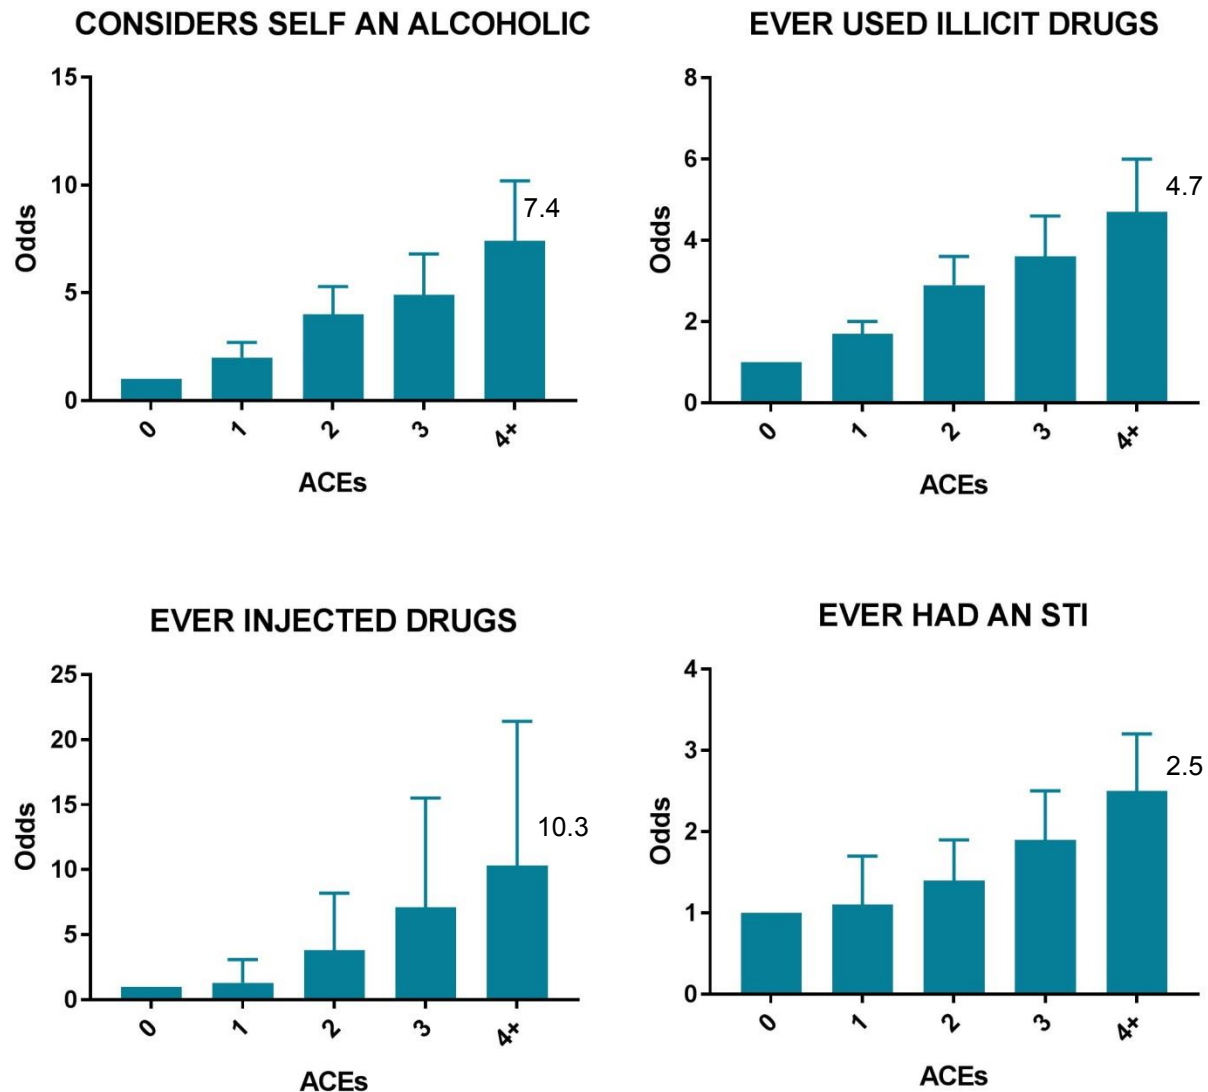 CONSIDERS SELF AN ALCOHOLIC
15
10
5
0
Odds
7.4
0 1 2 3 4+
ACEs
EVER USED ILLICIT DRUGS
8
6
4
2
0
Odds
4.7
0 1 2 3 4+
ACEs
EVER INJECTED DRUGS
25
20
15
10
5
0
Odds
10.3
0 1 2 3 4+
ACEs
EVER HAD AN STI
4
3
2
1
0
Odds
2.5
0 1 2 3 4+
ACEs